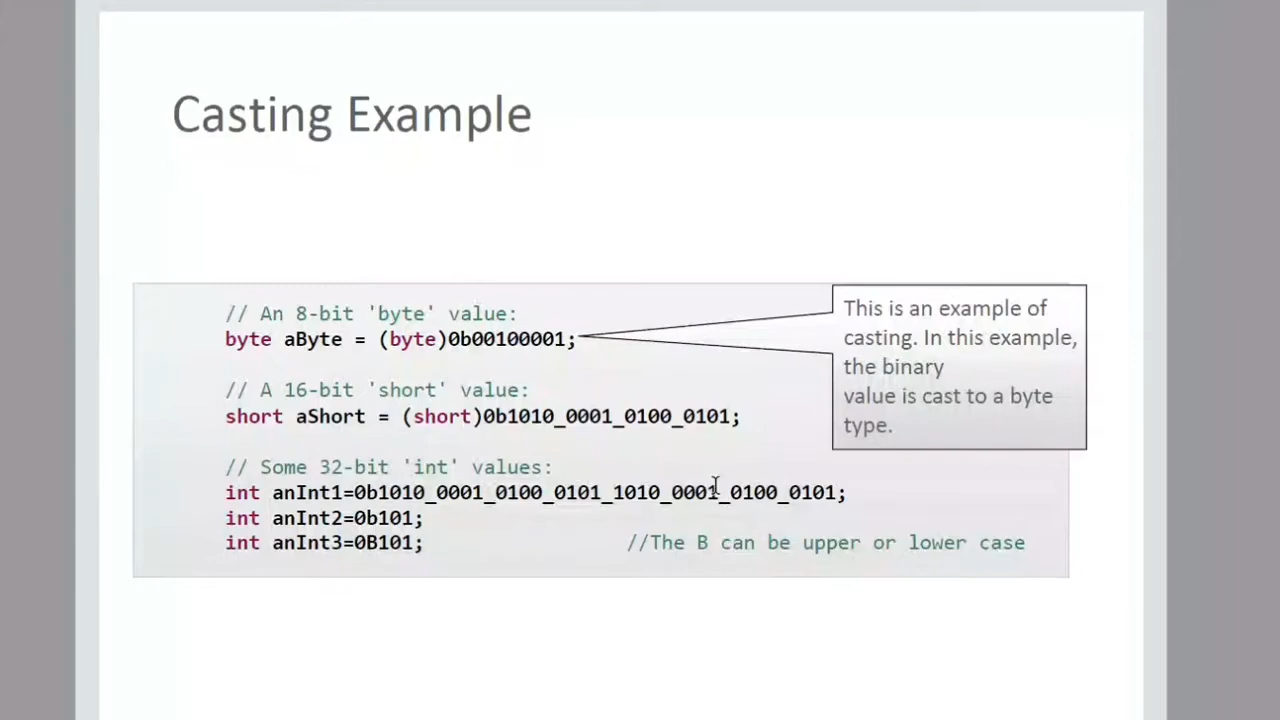 Casting Example
// An 8-bit 'byte' value:
byte aByte = (byte)0b00100001;
// A 16-bit 'short' value:
short aShort = (short)0b1010_0001_0100_0101;
// Some 32-bit 'int' values:
int anInt1=0b1010_0001_0100_0101_1010_0001_0100_0101;
int anInt2=0b101;
int anInt3=0B101; //The B can be upper or lower case
This is an example of
casting. In this example,
the binary
value is cast to a byte
type.